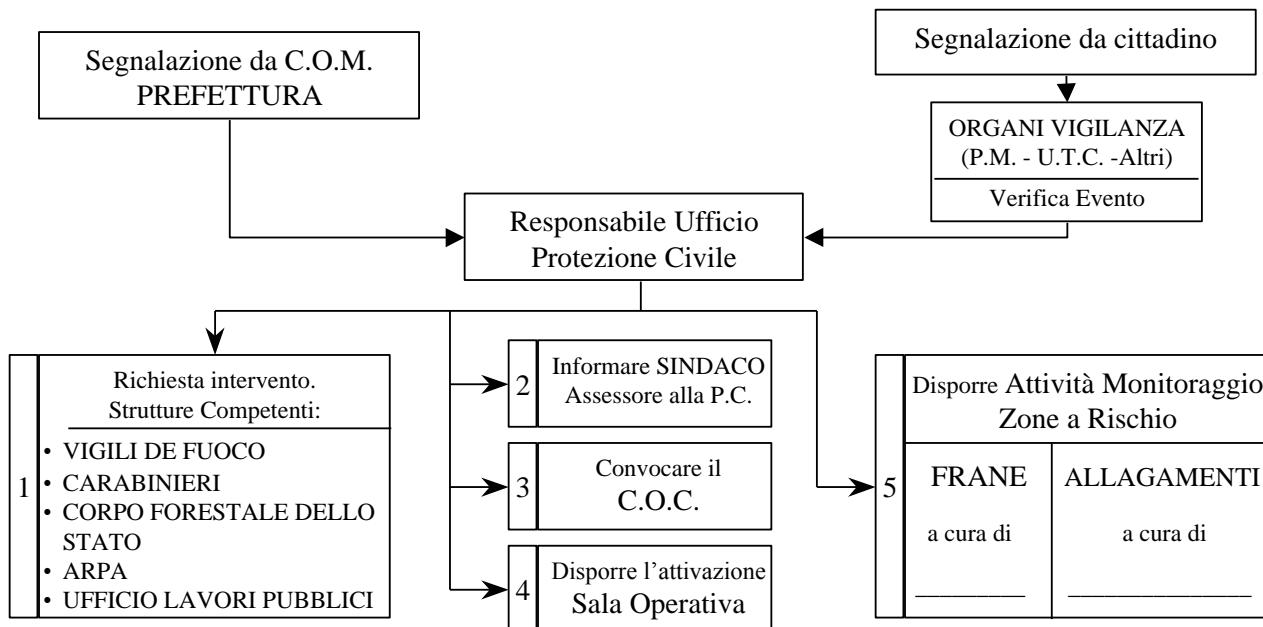 Segnalazione da C.O.M.
PREFETTURA
Segnalazione da cittadino
ORGANI VIGILANZA
(P.M. - U.T.C. -Altri)
Verifica Evento
Responsabile Ufficio
Protezione Civile
1
Richiesta intervento.
Strutture Competenti:
• VIGILI DE FUOCO
• CARABINIERI
• CORPO FORESTALE DELLO
STATO
• ARPA
• UFFICIO LAVORI PUBBLICI
2
Informare SINDACO
Assessore alla P.C.
3
Convocare il
C.O.C.
4
Disporre l’attivazione
Sala Operativa
5
Disporre Attività Monitoraggio
Zone a Rischio
FRANE
a cura di
_________
ALLAGAMENTI
a cura di
_______________